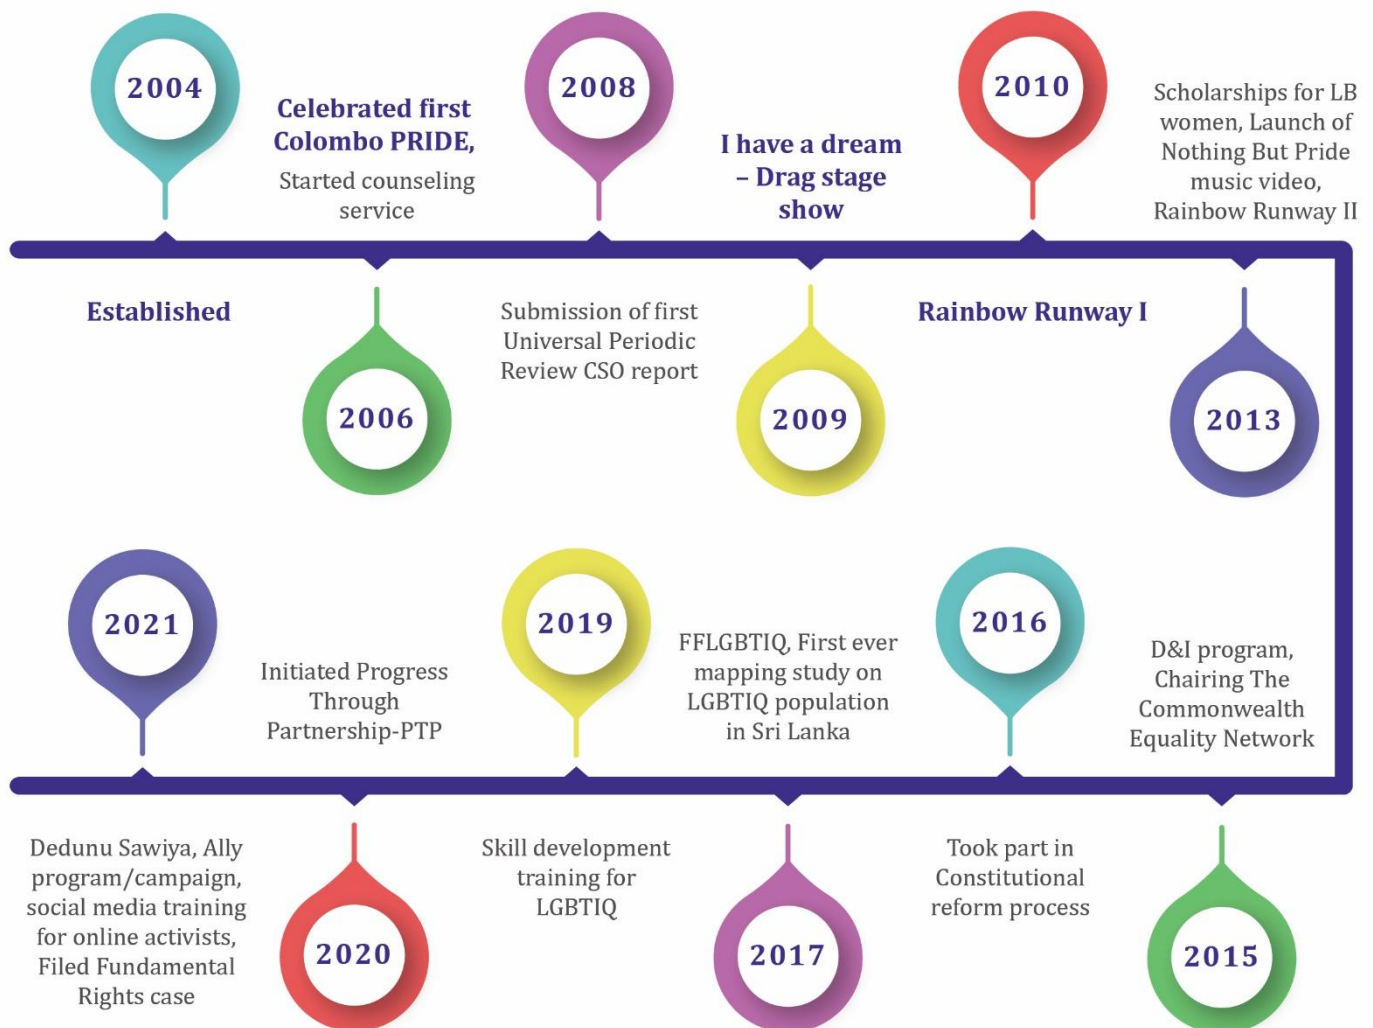 2004
Established
Celebrated first
Colombo PRIDE,
Started counseling
service
2006
2008
Submission of first
Universal Periodic
Review CSO report
I have a dream
– Drag stage
show
2009
2010
Rainbow Runway I
Scholarships for LB
women, Launch of
Nothing But Pride
music video,
Rainbow Runway II
2013
D&I program,
Chairing The
Commonwealth
Equality Network
2015
2016
Took part in
Constitutional
reform process
FFLGBTIQ, First ever
mapping study on
LGBTIQ population
in Sri Lanka
2017
2019
Skill development
training for
LGBTIQ
Initiated Progress
Through
Partnership-PTP
2020
2021
Dedunu Sawiya, Ally
program/campaign,
social media training
for online activists,
Filed Fundamental
Rights case